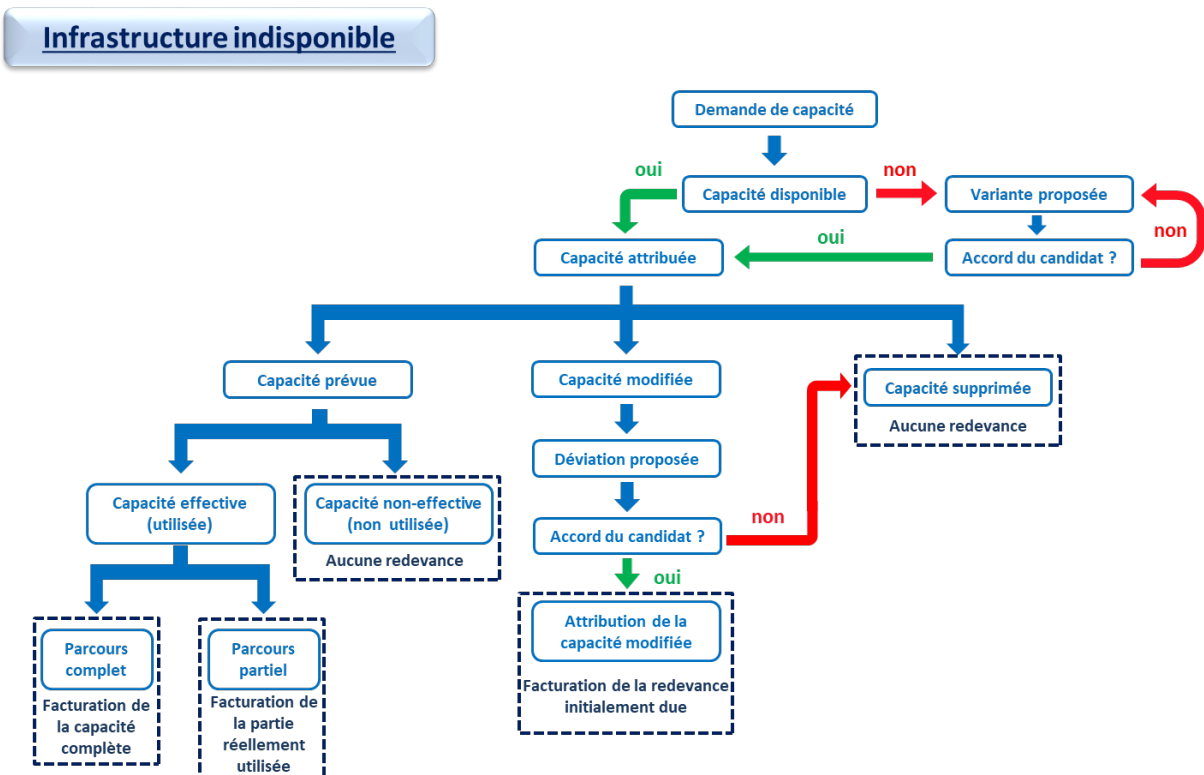 Infrastructure indisponible
Demande de capacité
oui
non
Capacité disponible
Variante proposée
non
oui
Capacité attribuée
Accord du candidat ?
Capacité prévue
Capacité modifiée
Capacité supprimée
Aucune redevance
Déviation proposée
Capacité effective
(utilisée)
Capacité non-effective
(non utilisée)
Aucune redevance
Accord du candidat ?
non
oui
Parcours
complet
Facturation de
la capacité
complète
Parcours
partiel
Facturation de
la partie
réellement
utilisée
Attribution de la
capacité modifiée
Facturation de la redevance
initialement due